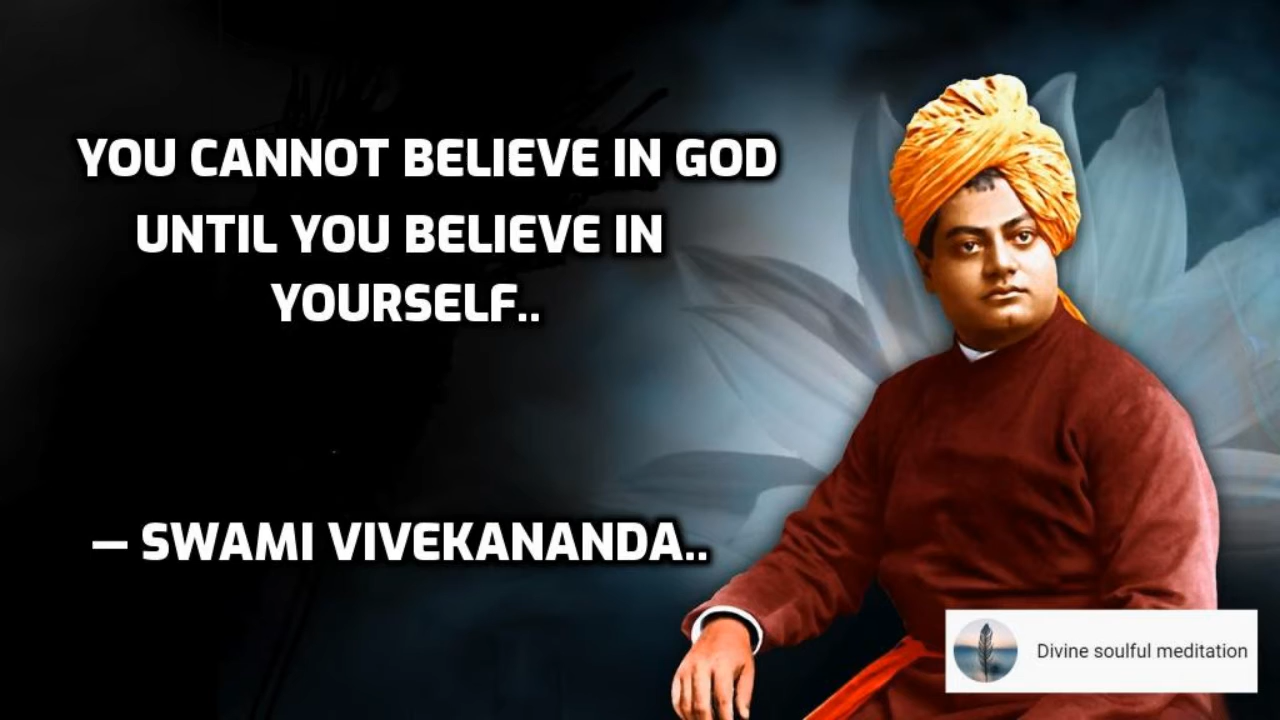 YOU CANNOT BELIEVE IN GOD
UNTIL YOU BELIEVE IN
YOURSELF..
– SWAMI VIVEKANANDA..
Divine soulful meditation